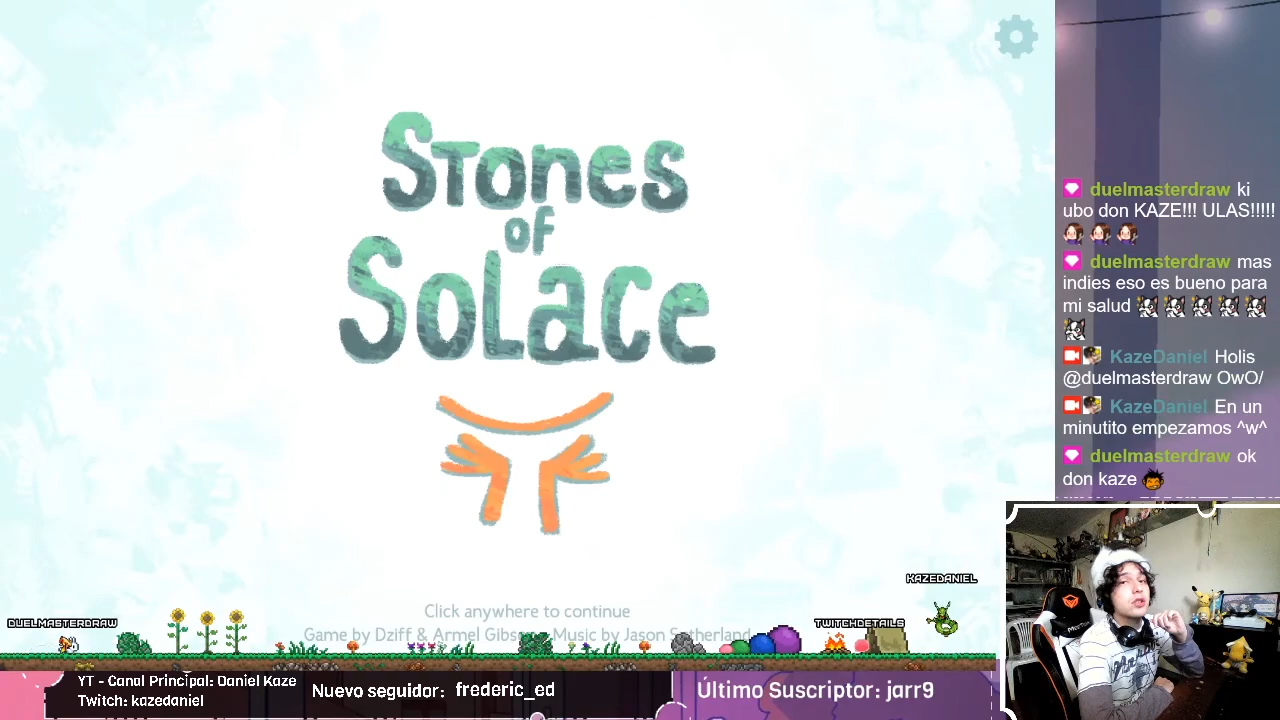 Stones
of
Solace
Click anywhere to continue
Game by Dziff & Armel Gibson Music by Jason Sutherland
duelmasterdraw ki
ubo don KAZE!!! ULAS!!!!!
duelmasterdraw mas
indies eso es bueno para
mi salud
KazeDaniel Holis
@duelmasterdraw OwO/
KazeDaniel En un
minutito empezamos ^w^
duelmasterdraw ok
don kaze
KAZEDANIEL
DUELMASTERDRAW
TWITCHDETAILS
YT - Canal Principal: Daniel Kaze
Twitch: kazedaniel
Nuevo seguidor: frederic_ed
Último Suscriptor: jarr9